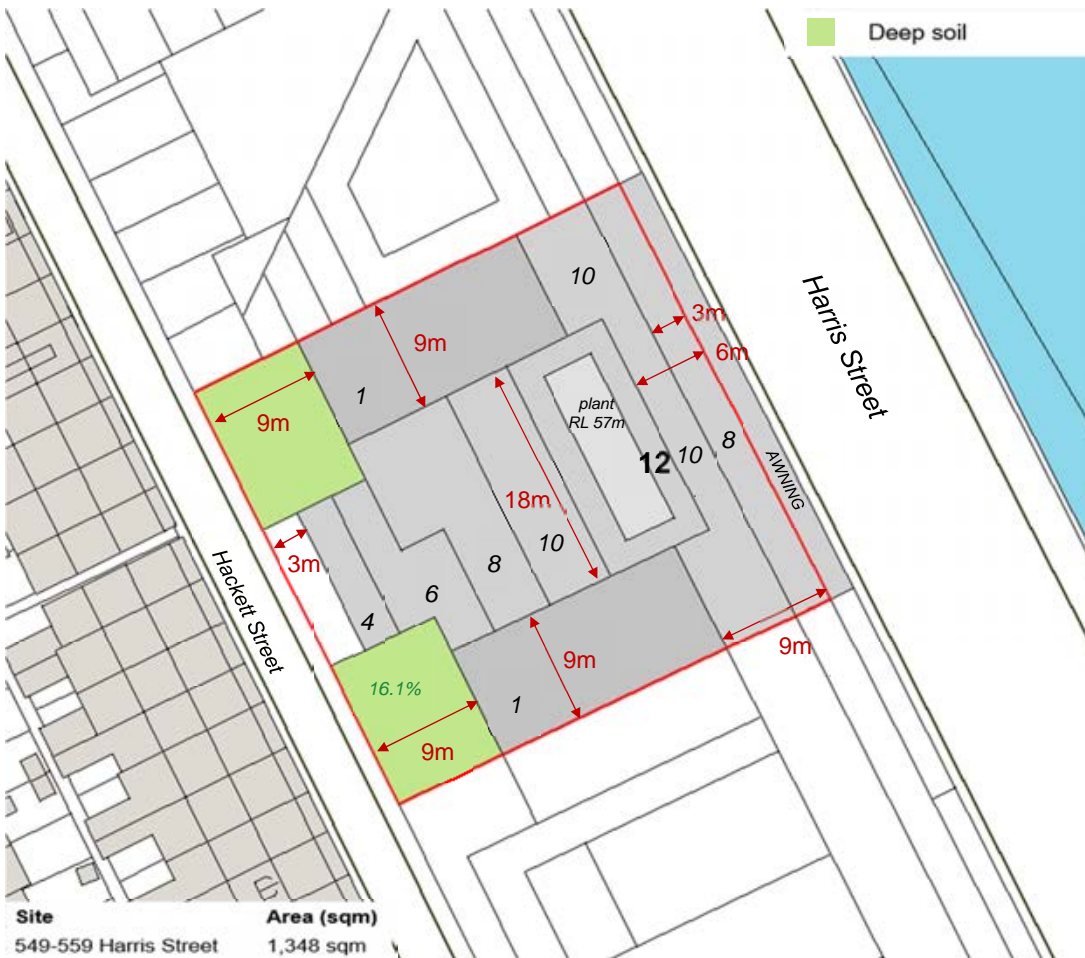 Deep soil
10
Harris Street
3m
9m
6m
1
9m
plant
RL 57m
12
10
8
AWNING
18m
10
3m
8
6
4
Hackett Street
9m
9m
16.1%
1
9m
Site Area (sqm)
549-559 Harris Street 1,348 sqm